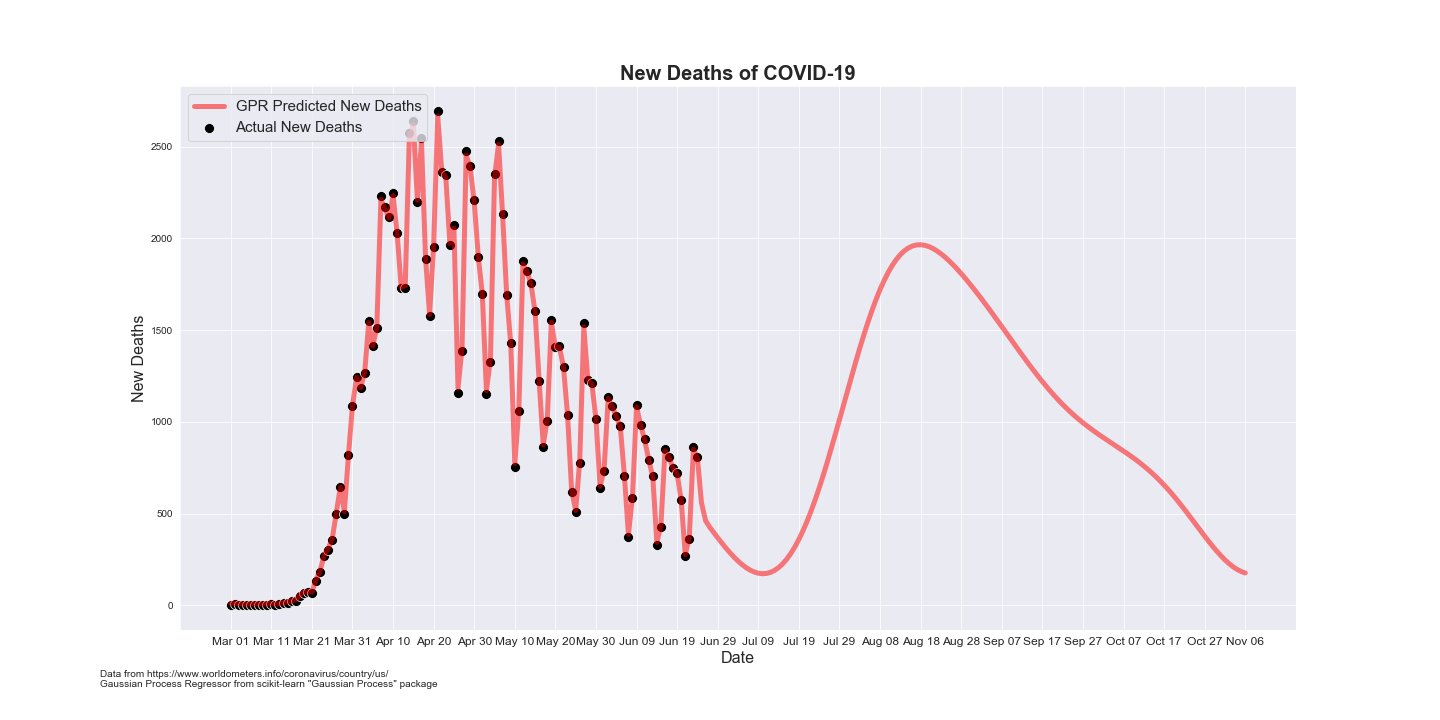 New Deaths of COVID-19
GPR Predicted New Deaths
Actual New Deaths
New Deaths
2500
2000
1500
1000
500
0
Mar 01 Mar 11 Mar 21 Mar 31 Apr 10 Apr 20 Apr 30 May 10 May 20 May 30 Jun 09 Jun 19 Jun 29 Jul 09 Jul 19 Jul 29 Aug 08 Aug 18 Aug 28 Sep 07 Sep 17 Sep 27 Oct 07 Oct 17 Oct 27 Nov 06
Date
Data from https://www.worldometers.info/coronavirus/country/us/
Gaussian Process Regressor from scikit-learn "Gaussian Process" package